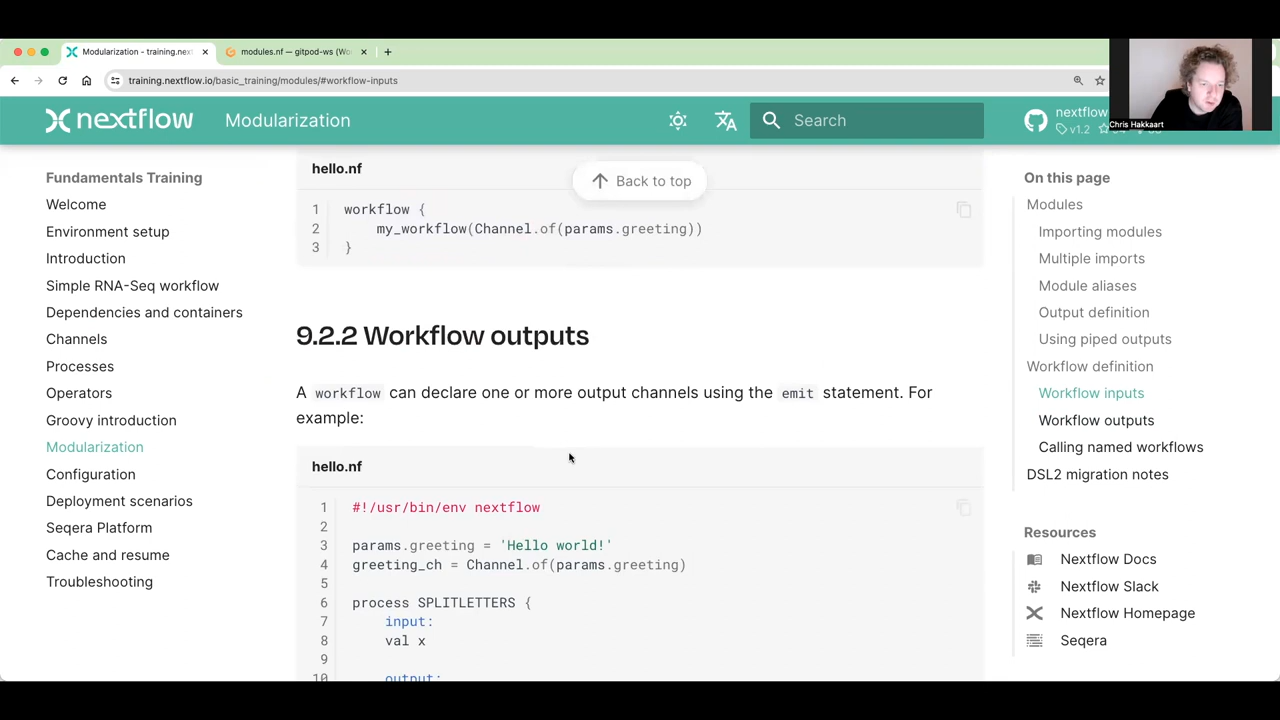 Modularization - training.nex
modules.nf — gitpod-ws (Wo
training.nextflow.io/basic_training/modules/#workflow-inputs
nextflow
Modularization
Search
nextflow
v1.2
Chris Hakkaart
Fundamentals Training
Welcome
Environment setup
Introduction
Simple RNA-Seq workflow
Dependencies and containers
Channels
Processes
Operators
Groovy introduction
Modularization
Configuration
Deployment scenarios
Seqera Platform
Cache and resume
Troubleshooting
hello.nf
Back to top
1 workflow {
2 my_workflow(Channel.of(params.greeting))
3 }
9.2.2 Workflow outputs
A workflow can declare one or more output channels using the emit statement. For
example:
hello.nf
1 #!/usr/bin/env nextflow
2
3 params.greeting = 'Hello world!'
4 greeting_ch = Channel.of(params.greeting)
5
6 process SPLITLETTERS {
7 input:
8 val x
9
10 output:
On this page
Modules
Importing modules
Multiple imports
Module aliases
Output definition
Using piped outputs
Workflow definition
Workflow inputs
Workflow outputs
Calling named workflows
DSL2 migration notes
Resources
Nextflow Docs
Nextflow Slack
Nextflow Homepage
Seqera